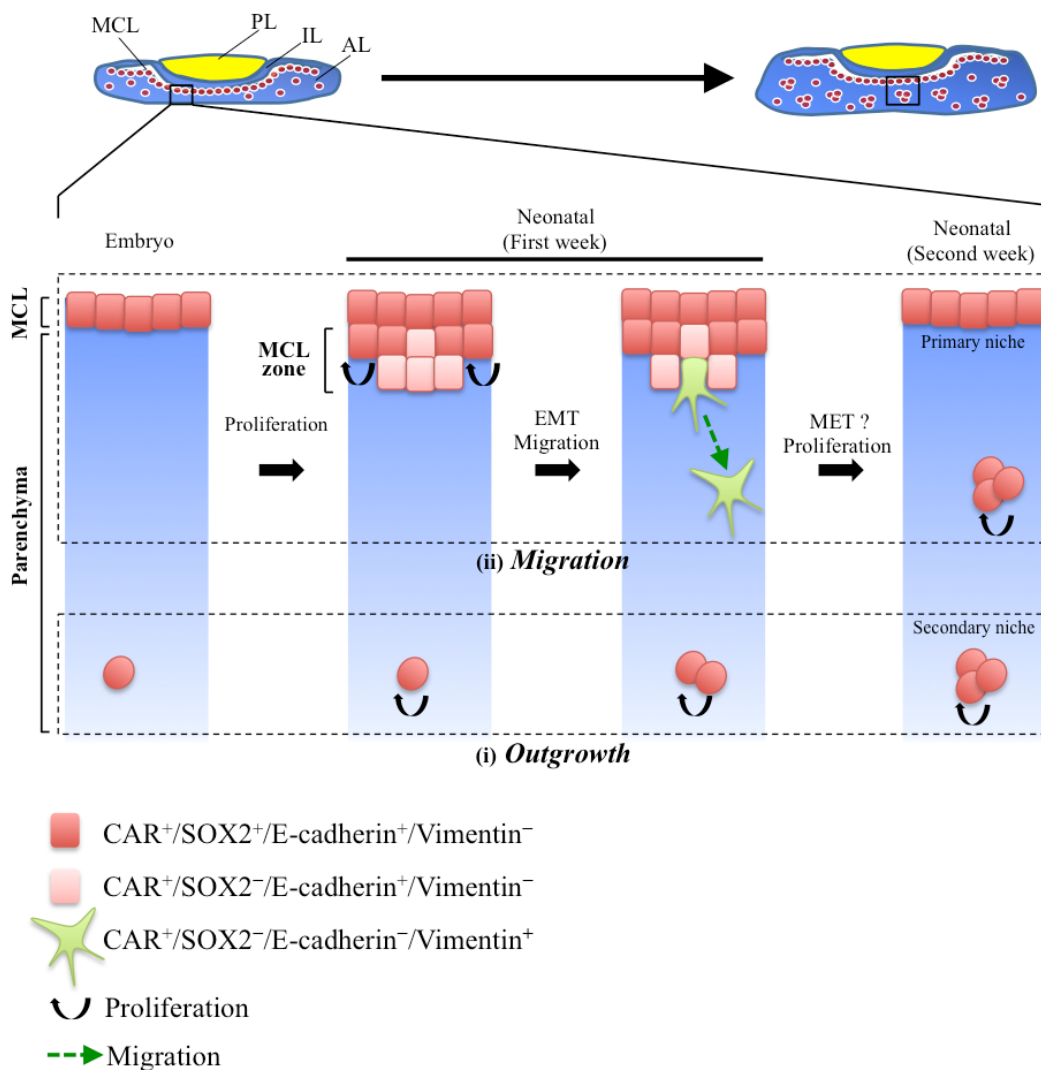 MCL
PL
IL
AL
Embryo
Neonatal
(First week)
Neonatal
(Second week)
MCL
Parenchyma
MCL
zone
Primary niche
Proliferation
EMT
Migration
MET ?
Proliferation
(ii) Migration
Secondary niche
(i) Outgrowth
CAR⁺/SOX2⁺/E-cadherin⁺/Vimentin⁻
CAR⁺/SOX2⁻/E-cadherin⁺/Vimentin⁻
CAR⁺/SOX2⁻/E-cadherin⁻/Vimentin⁺
Proliferation
Migration